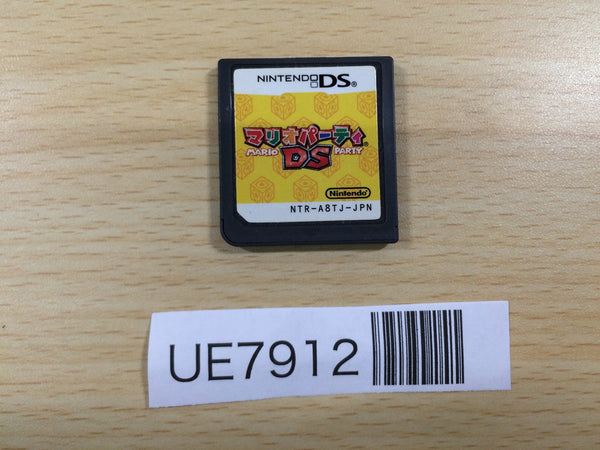 NINTENDO DS®
マリオパーティ®
MARIO PARTY
DS
Nintendo
NTR-A8TJ-JPN
UE7912